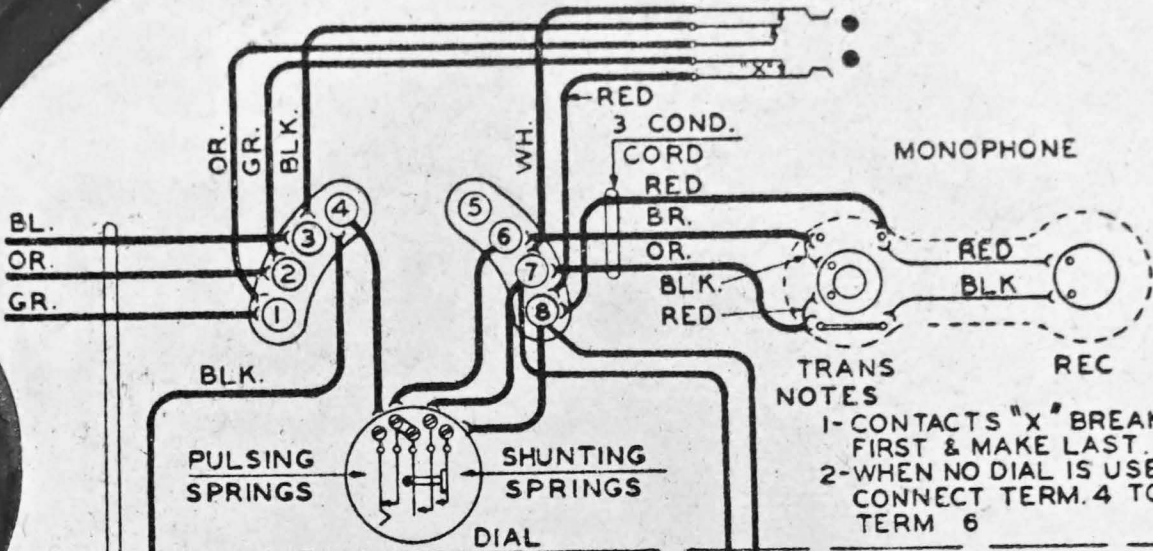 "X"
RED
3 COND.
CORD
OR.
GR.
BLK.
WH.
MONOPHONE
RED
BR.
OR.
BLK.
RED
RED
BLK
BL.
OR.
GR.
4
3
2
1
5
6
7
8
TRANS
REC
BLK.
PULSING
SPRINGS
SHUNTING
SPRINGS
DIAL
NOTES
1-CONTACTS "X" BREAK
FIRST & MAKE LAST.
2-WHEN NO DIAL IS USE
CONNECT TERM. 4 TO
TERM 6